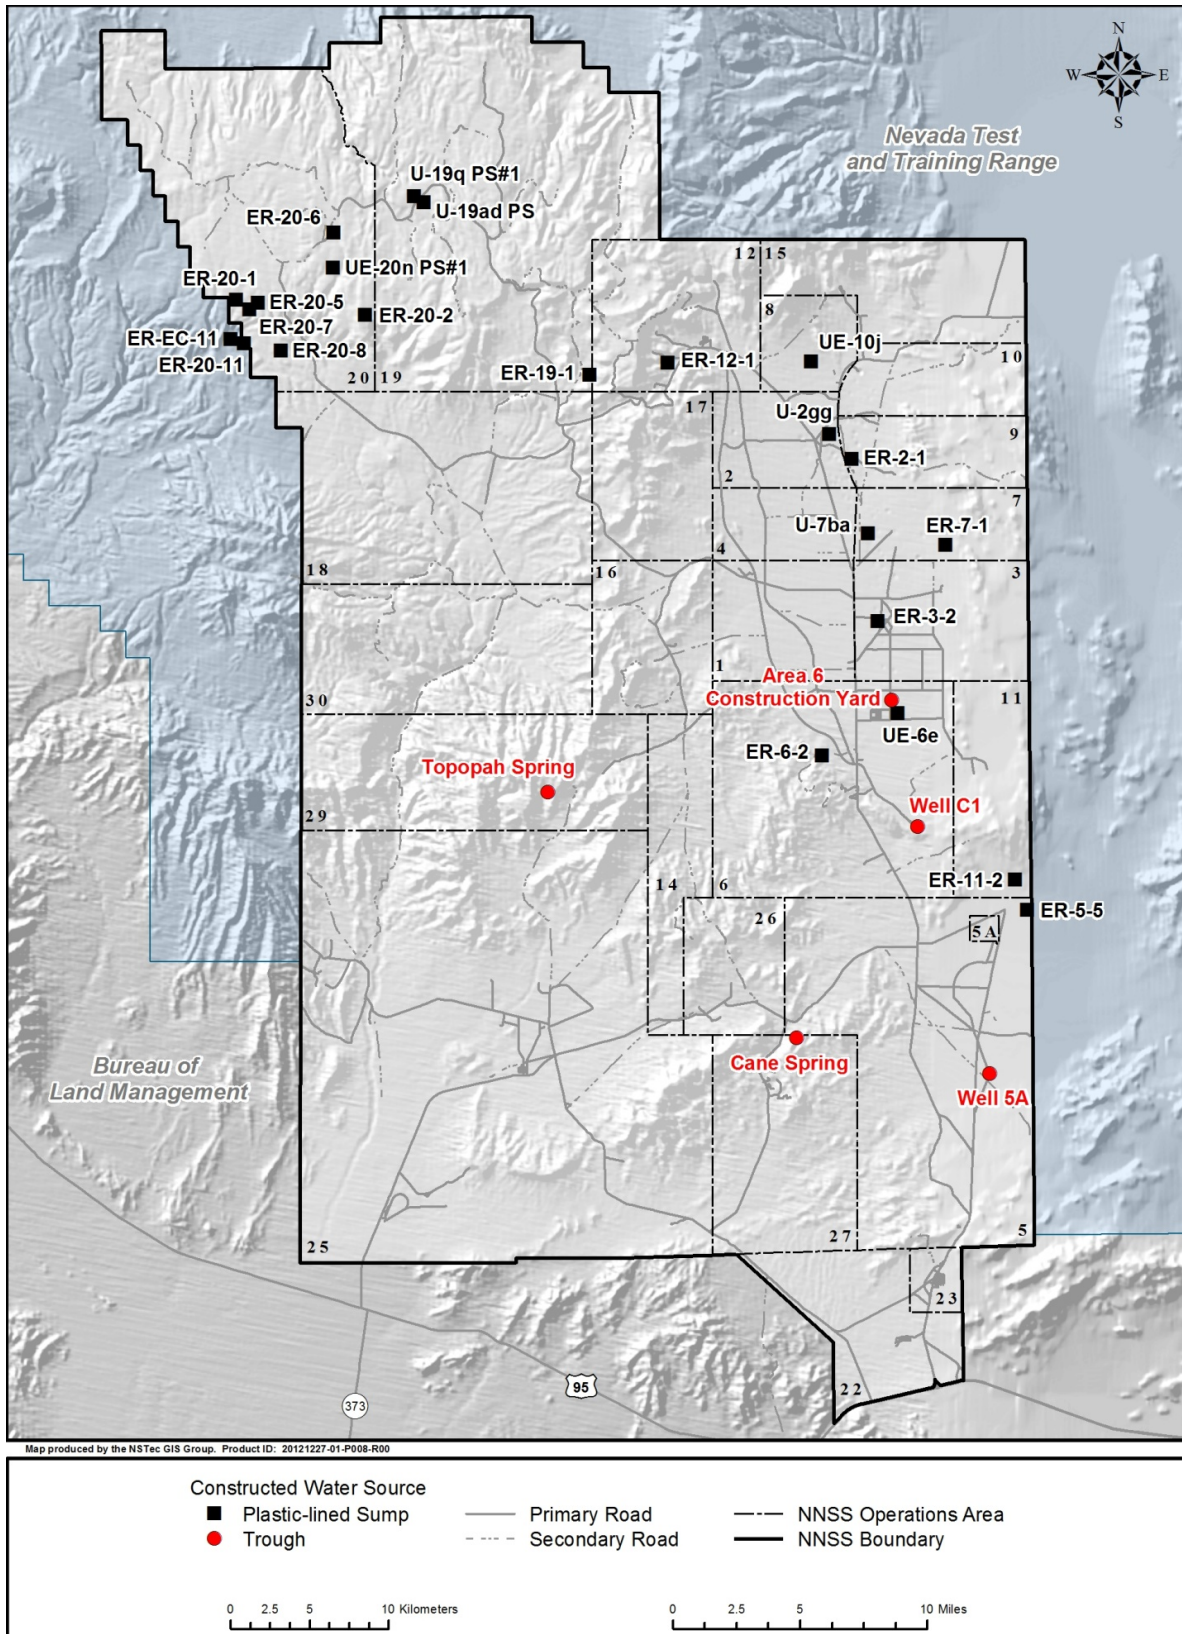 N
W E
S
Nevada Test
and Training Range
U-19q PS#1
U-19ad PS
ER-20-6
UE-20n PS#1
ER-20-1
ER-20-5
ER-20-7
ER-20-2
ER-EC-11
ER-20-11
ER-20-8
20 19
12 15
8
UE-10j
10
ER-19-1
ER-12-1
17
U-2gg
9
ER-2-1
2
7
U-7ba
ER-7-1
4
18
16
3
ER-3-2
1
Area 6
Construction Yard
11
30
UE-6e
ER-6-2
Topopah Spring
29
Well C1
ER-11-2
14
6
ER-5-5
26
5A
Bureau of
Land Management
Cane Spring
Well 5A
25
27
5
23
22
95
373
Map produced by the NSTec GIS Group. Product ID: 20121227-01-P008-R00
Constructed Water Source
Plastic-lined Sump
Trough
Primary Road
Secondary Road
NNSS Operations Area
NNSS Boundary
0 2.5 5 10 Kilometers
0 2.5 5 10 Miles